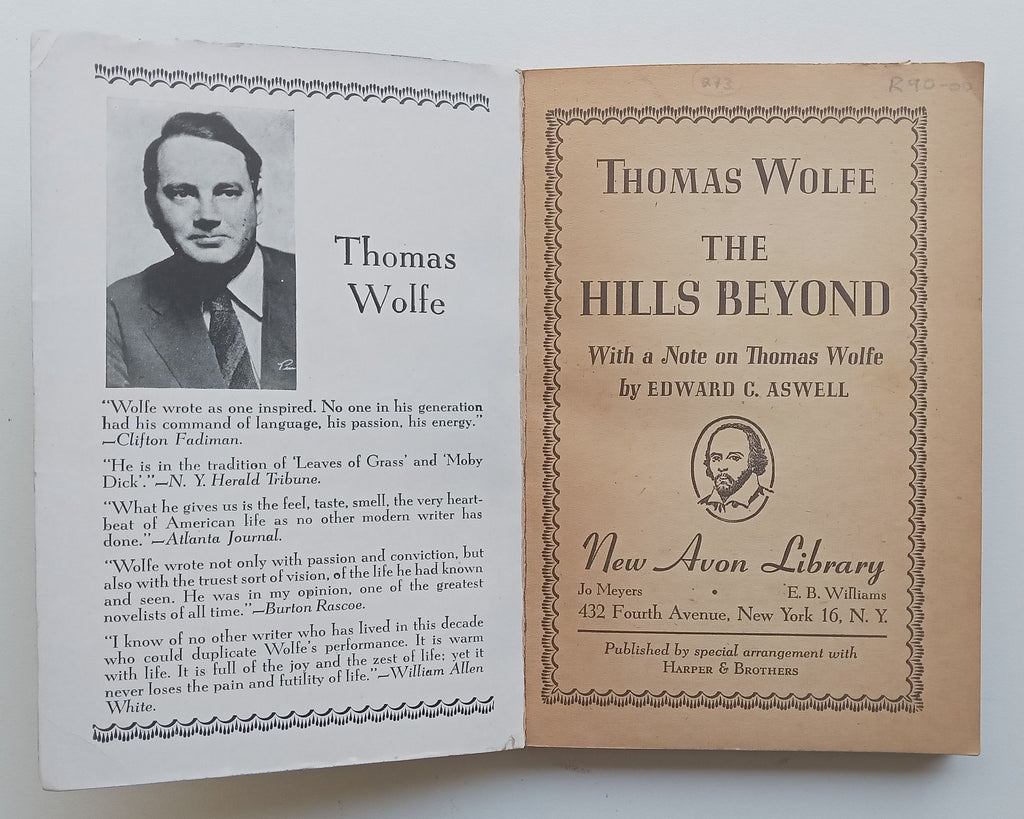 Thomas
Wolfe
"Wolfe wrote as one inspired. No one in his generation
had his command of language, his passion, his energy."
—Clifton Fadiman.
"He is in the tradition of 'Leaves of Grass' and 'Moby
Dick'."—N. Y. Herald Tribune.
"What he gives us is the feel, taste, smell, the very heart-
beat of American life as no other modern writer has
done."—Atlanta Journal.
"Wolfe wrote not only with passion and conviction, but
also with the truest sort of vision, of the life he had known
and seen. He was in my opinion, one of the greatest
novelists of all time."—Burton Rascoe.
"I know of no other writer who has lived in this decade
who could duplicate Wolfe's performance. It is warm
with life. It is full of the joy and the zest of life; yet it
never loses the pain and futility of life."—William Allen
White.
273
R90-00
THOMAS WOLFE
THE
HILLS BEYOND
With a Note on Thomas Wolfe
by EDWARD C. ASWELL
New Avon Library
Jo Meyers • E. B. Williams
432 Fourth Avenue, New York 16, N. Y.
Published by special arrangement with
HARPER & BROTHERS